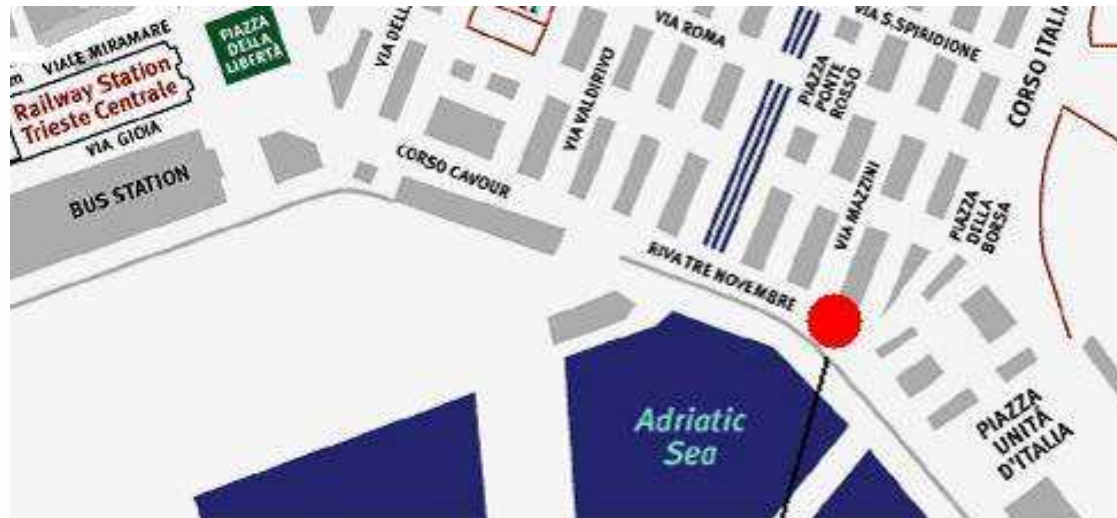 VIALE MIRAMARE
Railway Station
Trieste Centrale
VIA GIOIA
BUS STATION
PIAZZA
DELLA
LIBERTÀ
CORSO CAVOUR
VIA VALDIRIVO
VIA ROMA
VIA S.SPIRIDIONE
PIAZZA
PONTE
ROSSO
CORSO ITALIA
VIA MAZZINI
PIAZZA
DELLA
BORSA
RIVA TRE NOVEMBRE
Adriatic
Sea
PIAZZA
UNITÀ
D'ITALIA